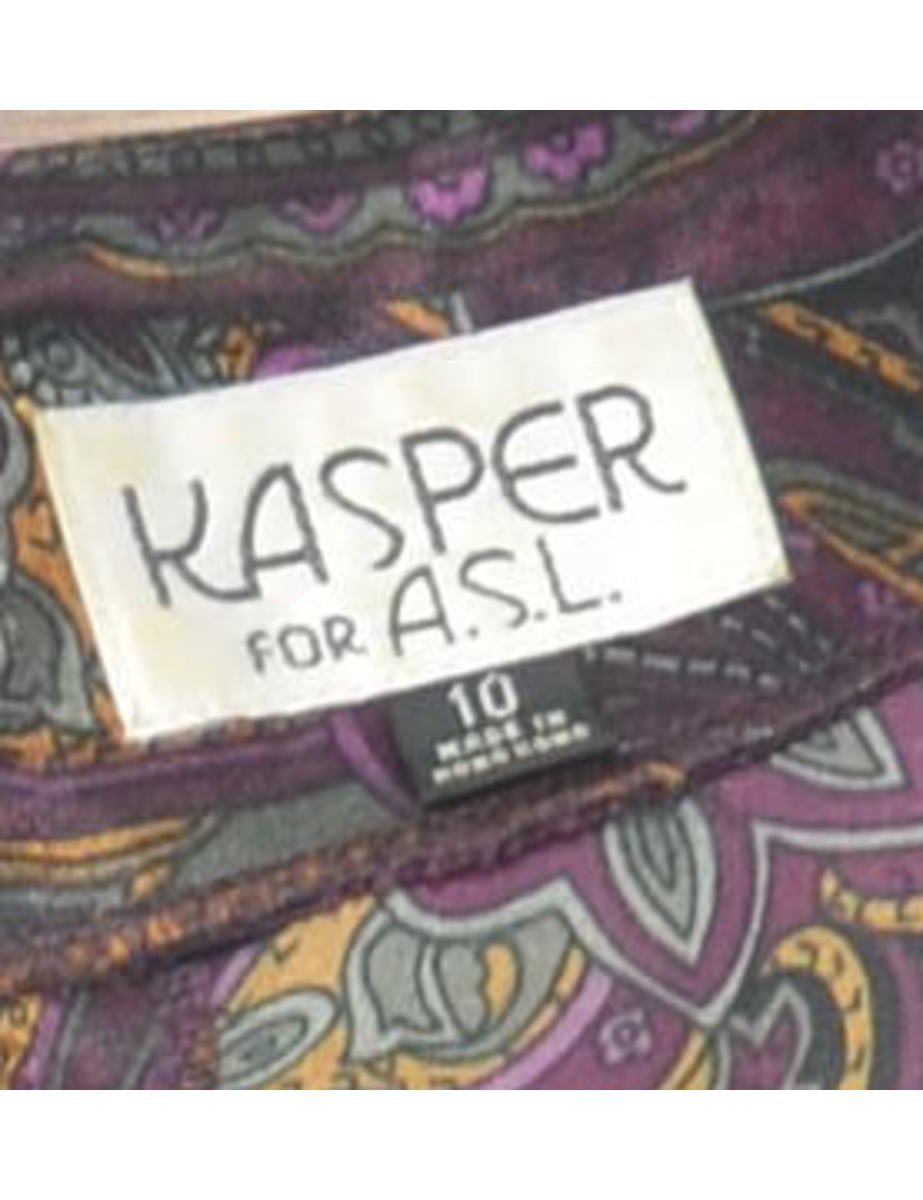 KASPER
FOR A.S.L.
10
MADE IN
HONG KONG